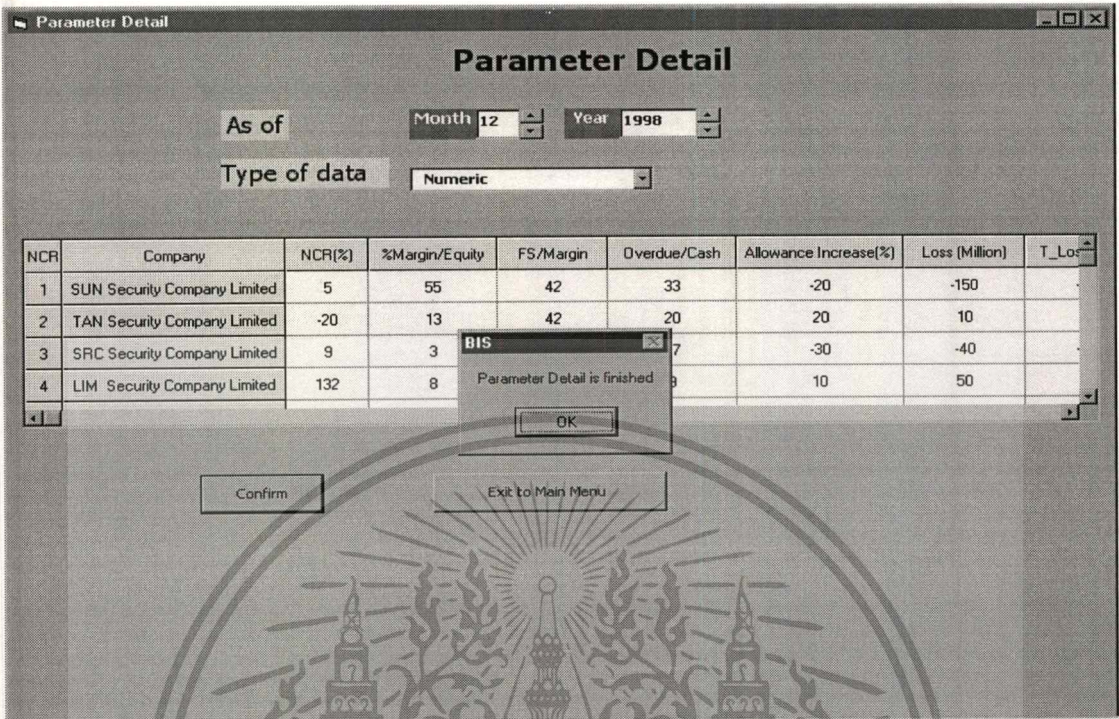 Parameter Detail
Parameter Detail
As of Month 12 Year 1998
Type of data Numeric
NCR Company NCR(%) %Margin/Equity FS/Margin Overdue/Cash Allowance Increase(%) Loss (Million)
1 SUN Security Company Limited 5 55 42 33 -20 -150
2 TAN Security Company Limited -20 13 42 20 20 10
3 SRC Security Company Limited 9 3 -30 -40
4 LIM Security Company Limited 132 8 10 50
BIS
Parameter Detail is finished
OK
Confirm Exit to Main Menu